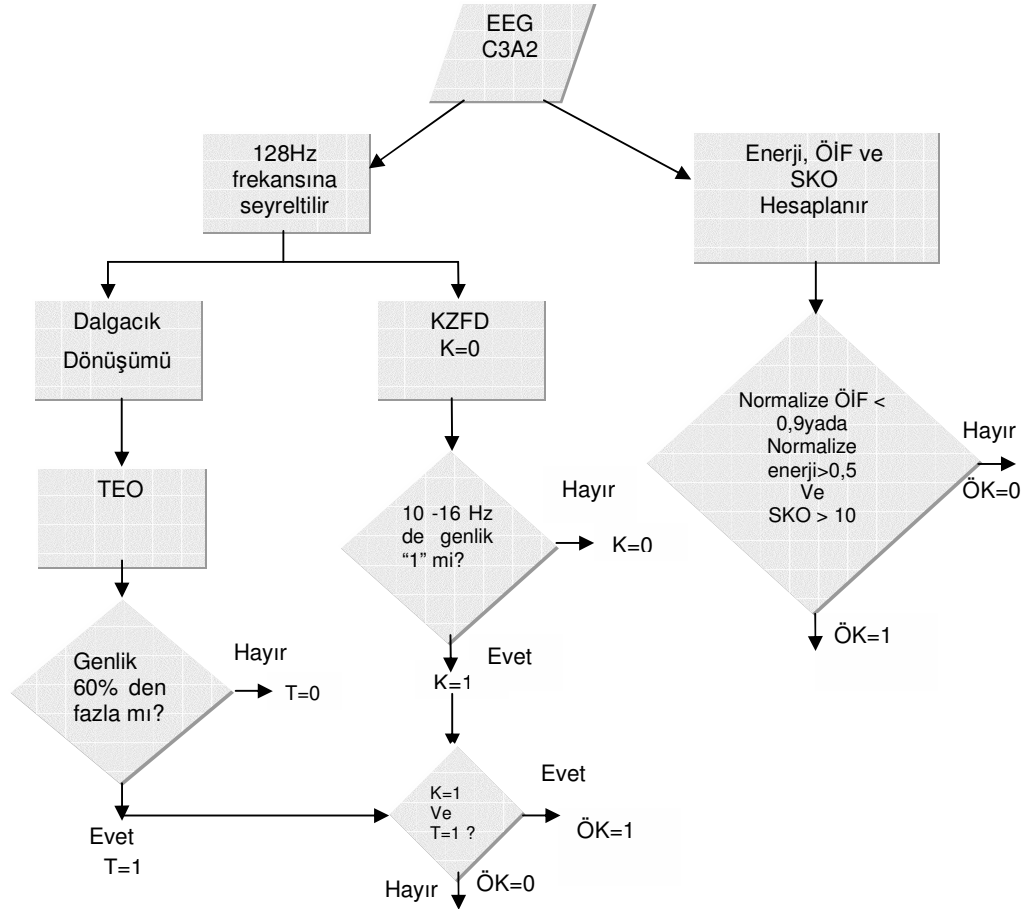 EEG
C3A2
128Hz
frekansına
seyreltilir
Enerji, ÖİF ve
SKO
Hesaplanır
Dalgacık
Dönüşümü
KZFD
K=0
Normalize ÖİF <
0,9yada
Normalize
enerji>0,5
Ve
SKO > 10
Hayır
ÖK=0
ÖK=1
TEO
10 -16 Hz
de genlik
“1” mi?
Hayır
K=0
Evet
K=1
Genlik
60% den
fazla mı?
Hayır
T=0
Evet
T=1
K=1
Ve
T=1 ?
Evet
ÖK=1
Hayır
ÖK=0